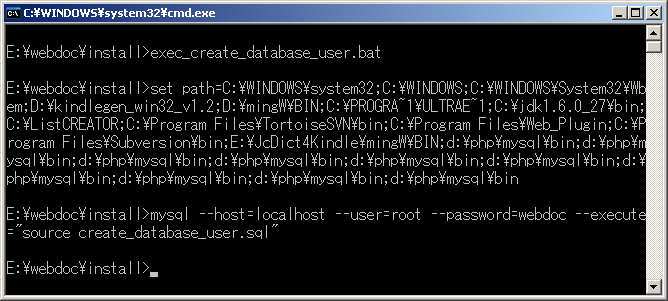 C:¥WINDOWS¥system32¥cmd.exe
E:¥webdoc¥install>exec_create_database_user.bat
E:¥webdoc¥install>set path=C:¥WINDOWS¥system32;C:¥WINDOWS;C:¥WINDOWS¥System32¥Wb
em;D:¥kindlegen_win32_v1.2;D:¥mingW¥BIN;C:¥PROGRA~1¥ULTRAE~1;C:¥jdk1.6.0_27¥bin;
C:¥ListCREATOR;C:¥Program Files¥TortoiseSVN¥bin;C:¥Program Files¥Web_Plugin;C:¥P
rogram Files¥Subversion¥bin;E:¥JcDict4Kindle¥mingW¥BIN;d:¥php¥mysql¥bin;d:¥php¥m
ysql¥bin;d:¥php¥mysql¥bin;d:¥php¥mysql¥bin;d:¥php¥mysql¥bin;d:¥php¥mysql¥bin;d:¥
php¥mysql¥bin;d:¥php¥mysql¥bin;d:¥php¥mysql¥bin
E:¥webdoc¥install>mysql --host=localhost --user=root --password=webdoc --execute
="source create_database_user.sql"
E:¥webdoc¥install>